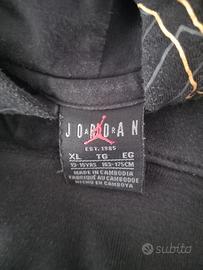 JORDAN
EST. 1985
XL TG EG
13-15YRS 165-175CM
MADE IN CAMBODIA
FABRIQUÉ AU CAMBODGE
HECHO EN CAMBOYA
subito